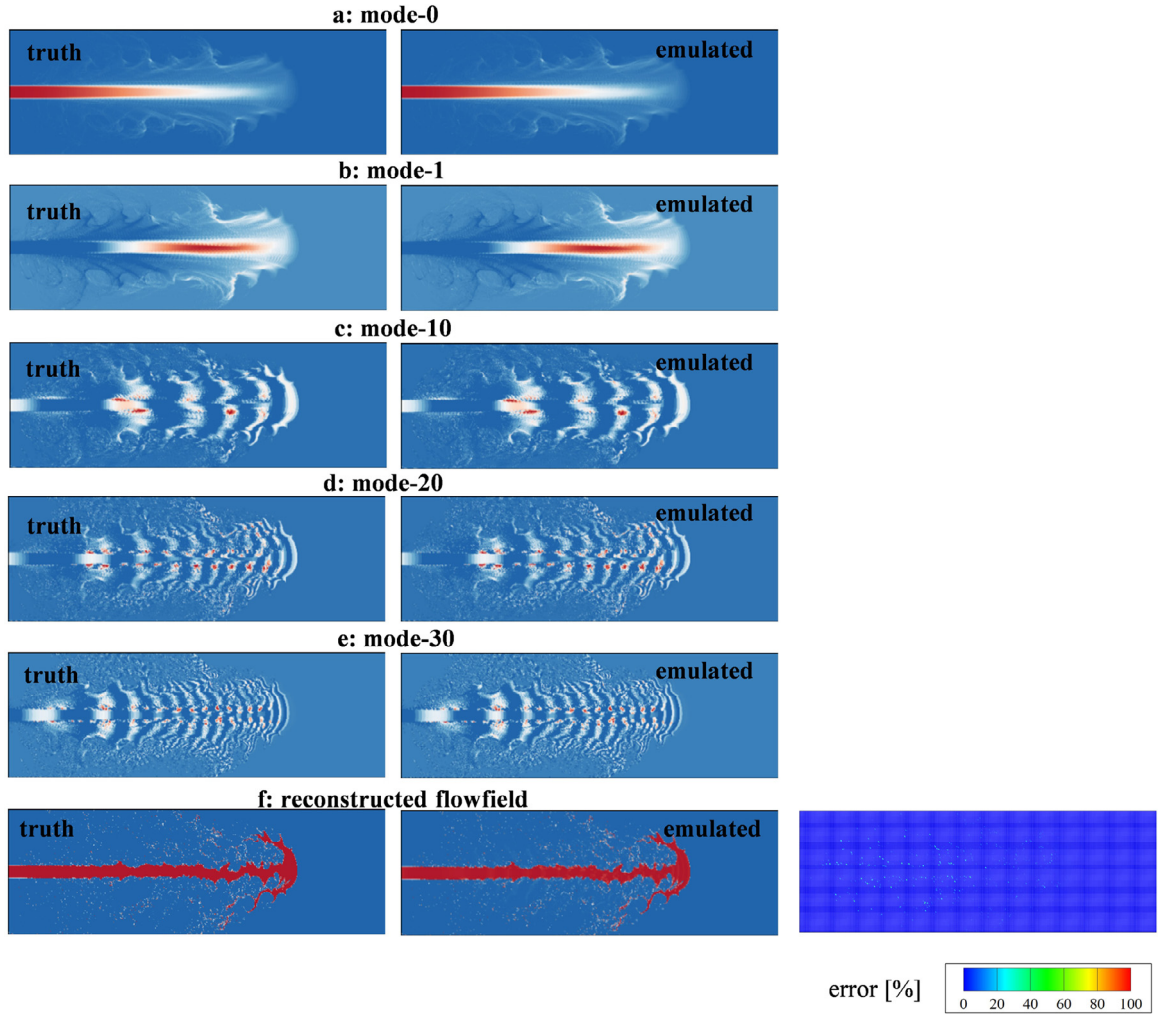 a: mode-0
truth
emulated
b: mode-1
truth
emulated
c: mode-10
truth
emulated
d: mode-20
truth
emulated
e: mode-30
truth
emulated
f: reconstructed flowfield
truth
emulated
error [%]
0 20 40 60 80 100